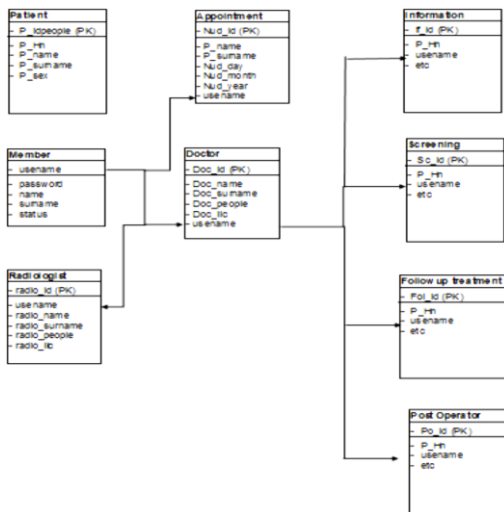 Patient
- P_idpeople (PK)
- P_Hn
- P_name
- P_surname
- P_sex
Appointment
- Nud_id (PK)
- P_name
- P_surname
- Nud_day
- Nud_month
- Nud_year
- usename
Information
- f_id (PK)
- P_Hn
- usename
- etc
Member
- usename
- password
- name
- surname
- status
Doctor
- Doc_id (PK)
- Doc_name
- Doc_surname
- Doc_people
- Doc_lic
- usename
Screening
- Sc_id (PK)
- P_Hn
- usename
- etc
Radiologist
- radio_id (PK)
- usename
- radio_name
- radio_surname
- radio_people
- radio_lic
Follow up treatment
- Fol_id (PK)
- P_Hn
- usename
- etc
Post Operator
- Po_id (PK)
- P_Hn
- usename
- etc